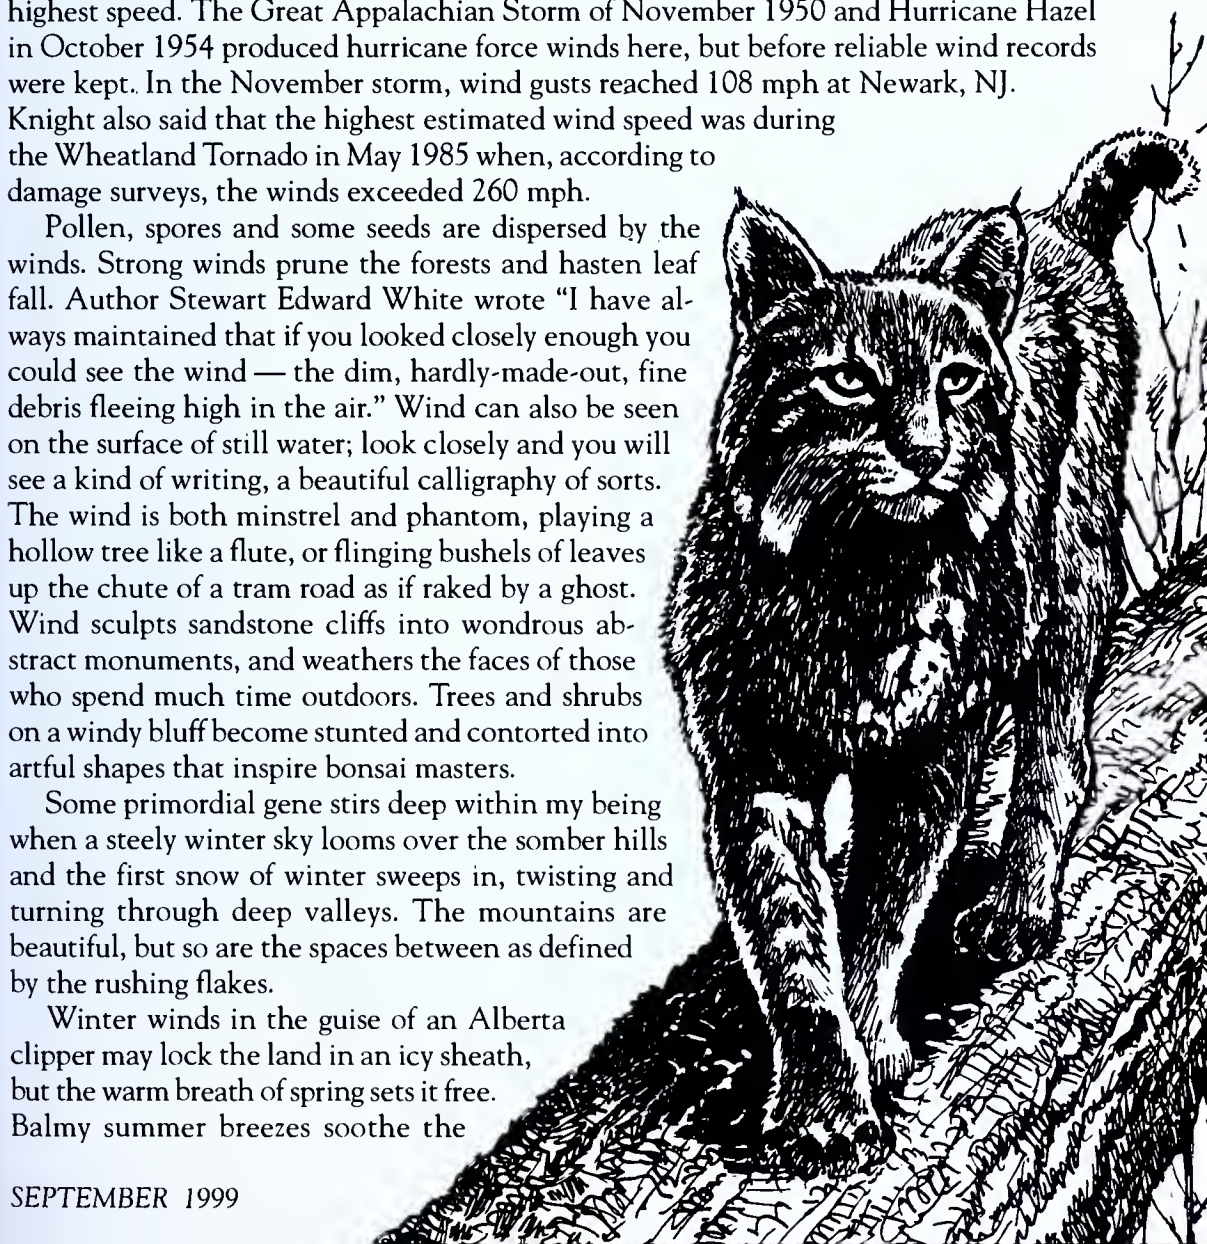 highest speed. The Great Appalachian Storm of November 1950 and Hurricane Hazel
in October 1954 produced hurricane force winds here, but before reliable wind records
were kept. In the November storm, wind gusts reached 108 mph at Newark, NJ.
Knight also said that the highest estimated wind speed was during
the Wheatland Tornado in May 1985 when, according to
damage surveys, the winds exceeded 260 mph.
Pollen, spores and some seeds are dispersed by the
winds. Strong winds prune the forests and hasten leaf
fall. Author Stewart Edward White wrote “I have al-
ways maintained that if you looked closely enough you
could see the wind — the dim, hardly-made-out, fine
debris fleeing high in the air.” Wind can also be seen
on the surface of still water; look closely and you will
see a kind of writing, a beautiful calligraphy of sorts.
The wind is both minstrel and phantom, playing a
hollow tree like a flute, or flinging bushels of leaves
up the chute of a tram road as if raked by a ghost.
Wind sculpts sandstone cliffs into wondrous ab-
stract monuments, and weathers the faces of those
who spend much time outdoors. Trees and shrubs
on a windy bluff become stunted and contorted into
artful shapes that inspire bonsai masters.
Some primordial gene stirs deep within my being
when a steely winter sky looms over the somber hills
and the first snow of winter sweeps in, twisting and
turning through deep valleys. The mountains are
beautiful, but so are the spaces between as defined
by the rushing flakes.
Winter winds in the guise of an Alberta
clipper may lock the land in an icy sheath,
but the warm breath of spring sets it free.
Balmy summer breezes soothe the
SEPTEMBER 1999